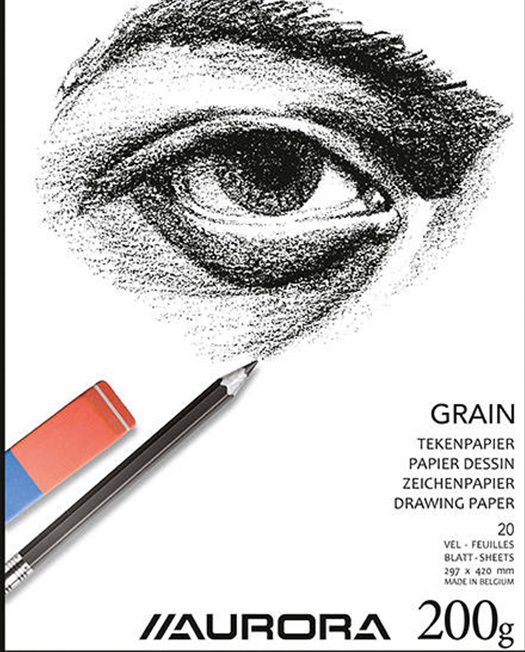 GRAIN
TEKENPAPIER
PAPIER DESSIN
ZEICHENPAPIER
DRAWING PAPER
20
VEL - FEUILLES
BLATT - SHEETS
297 x 420 mm
MADE IN BELGIUM
//AURORA 200g